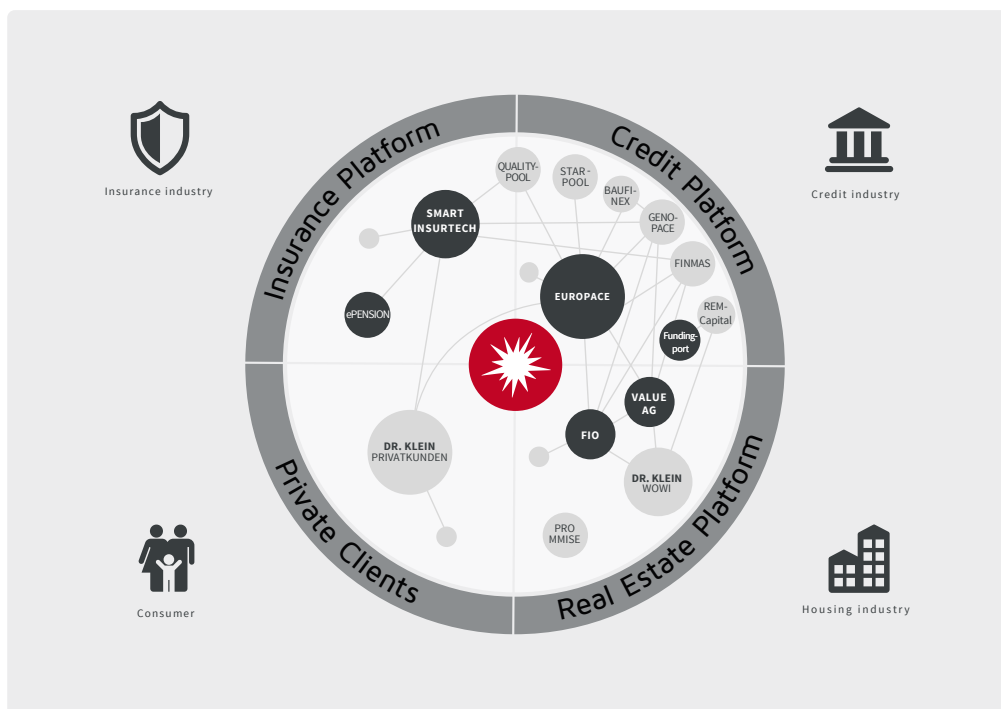 Insurance Platform
Credit Platform
Insurance industry
Credit industry
QUALITY-
POOL
STAR -
POOL
BAUFI-
NEX
GENO-
PACE
SMART
INSURTECH
FINMAS
EUROPACE
REM-
Capital
ePENSION
Funding-
port
VALUE
AG
FIO
DR. KLEIN
PRIVATKUNDEN
DR. KLEIN
WOWI
PRO
MMISE
Private Clients
Real Estate Platform
Consumer
Housing industry